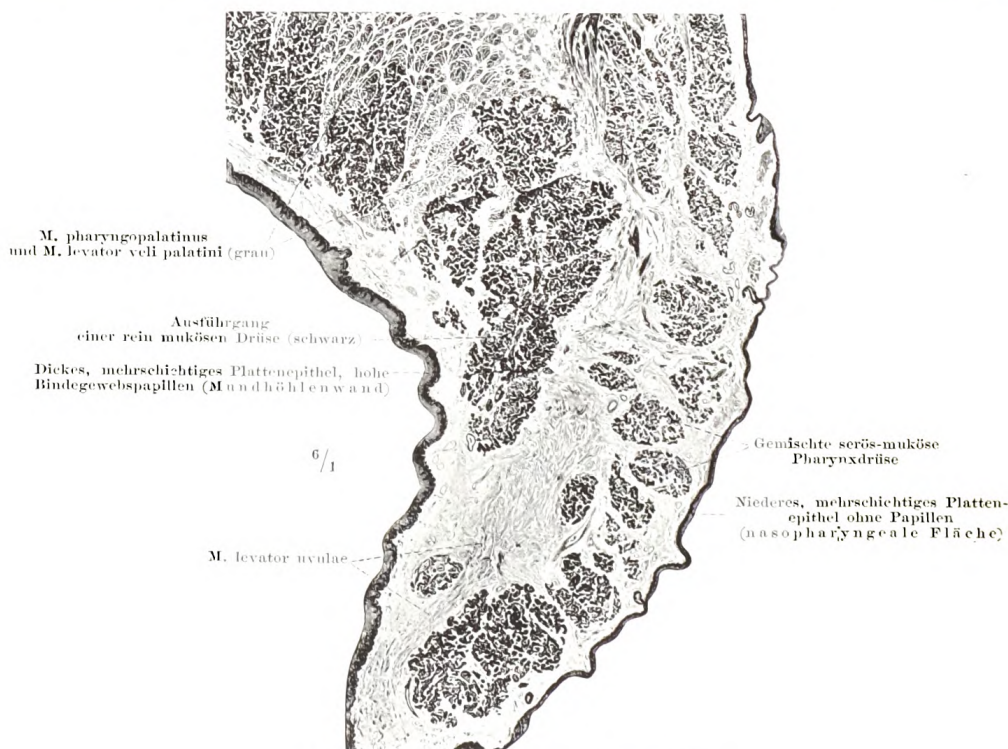 M. pharyngopalatinus
und M. levator veli palatini (grau)
Ausführgang
einer rein mukösen Drüse (schwarz)
Dickes, mehrschichtiges Plattenepithel, hohe
Bindegewebspapillen (Mundhöhlenwand)
6/1
Gemischte serös-muköse
Pharynxdrüse
Niederes, mehrschichtiges Platten-
epithel ohne Papillen
(nasopharyngeale Fläche)
M. levator uvulae